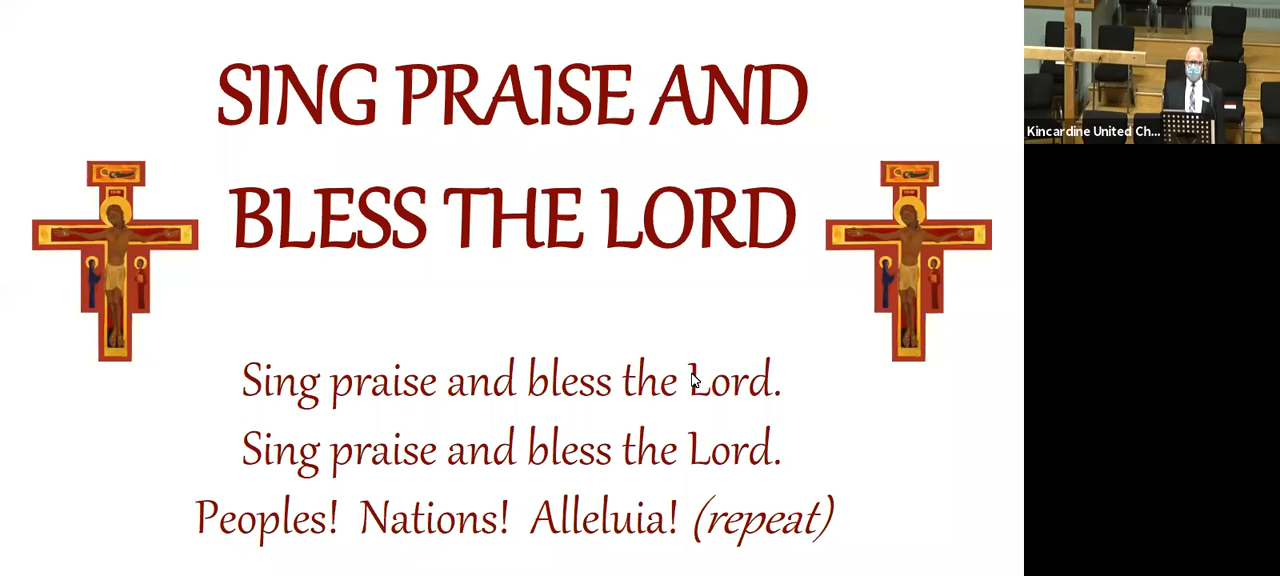 SING PRAISE AND
BLESS THE LORD
Sing praise and bless the Lord.
Sing praise and bless the Lord.
Peoples!  Nations!  Alleluia! (repeat)
Kincardine United Ch...